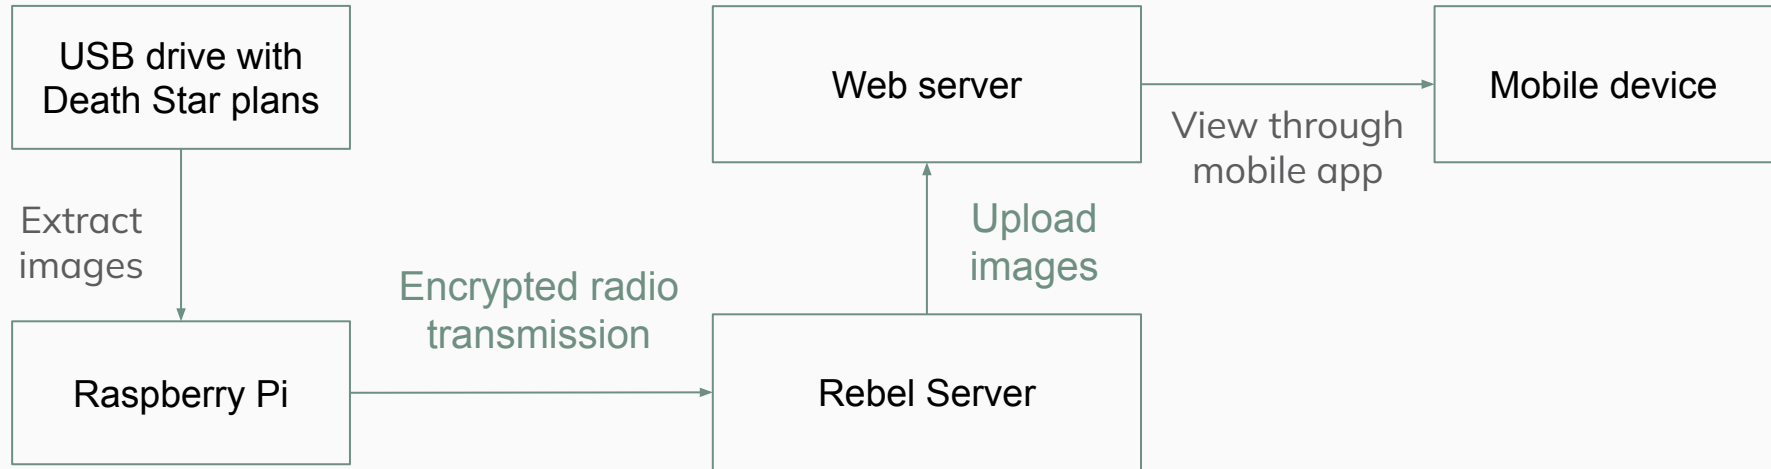 USB drive with
Death Star plans
Extract
images
Raspberry Pi
Encrypted radio
transmission
Rebel Server
Upload
images
Web server
View through
mobile app
Mobile device